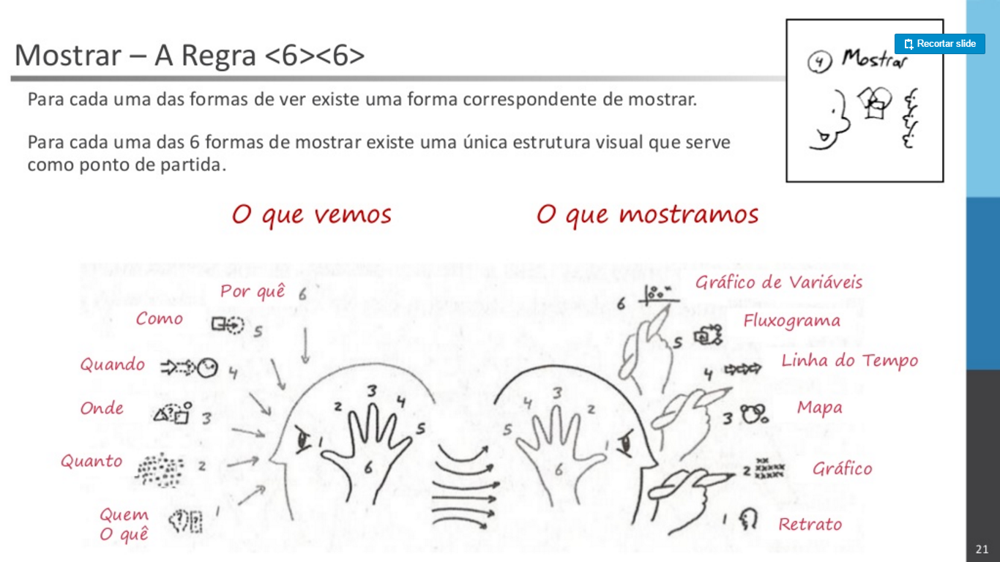 Mostrar – A Regra <6><6>
Recortar slide
4 Mostrar
Para cada uma das formas de ver existe uma forma correspondente de mostrar.
Para cada uma das 6 formas de mostrar existe uma única estrutura visual que serve
como ponto de partida.
O que vemos
O que mostramos
Por quê 6
Como 5
Quando 4
Onde ? 3
Quanto 2
Quem
O quê ? ? 1
1 2 3 4 5 6
5 4 3 2 1 6
6 Gráfico de Variáveis
5 Fluxograma
4 Linha do Tempo
3 Mapa
2 xx
xxxxx
xxxxx Gráfico
1 Retrato
21